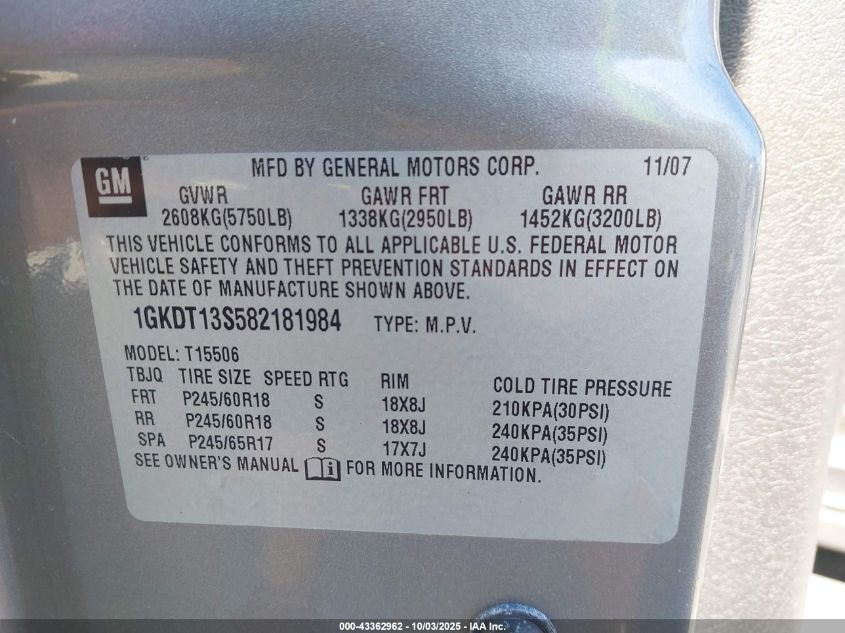 GM
MFD BY GENERAL MOTORS CORP. 11/07
GVWR GAWR FRT GAWR RR
2608KG(5750LB) 1338KG(2950LB) 1452KG(3200LB)
THIS VEHICLE CONFORMS TO ALL APPLICABLE U.S. FEDERAL MOTOR
VEHICLE SAFETY AND THEFT PREVENTION STANDARDS IN EFFECT ON
THE DATE OF MANUFACTURE SHOWN ABOVE.
1GKDT13S582181984 TYPE: M.P.V.
MODEL: T15506
TBJQ TIRE SIZE SPEED RTG RIM COLD TIRE PRESSURE
FRT P245/60R18 S 18X8J 210KPA(30PSI)
RR P245/60R18 S 18X8J 240KPA(35PSI)
SPA P245/65R17 S 17X7J 240KPA(35PSI)
SEE OWNER'S MANUAL i FOR MORE INFORMATION.
000-43362962 - 10/03/2025 - IAA Inc.